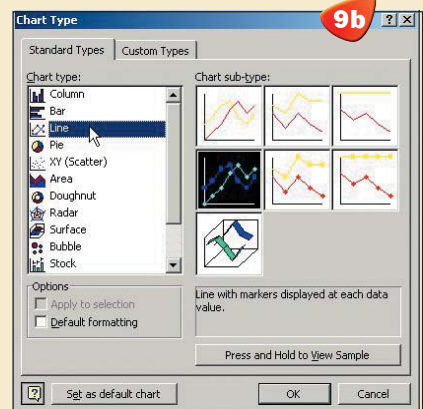 Chart Type
9b
Standard Types
Custom Types
Chart type:
Column
Bar
Line
Pie
XY (Scatter)
Area
Doughnut
Radar
Surface
Bubble
Stock
Chart sub-type:
Options
Apply to selection
Default formatting
Line with markers displayed at each data
value.
Press and Hold to View Sample
Set as default chart
OK
Cancel